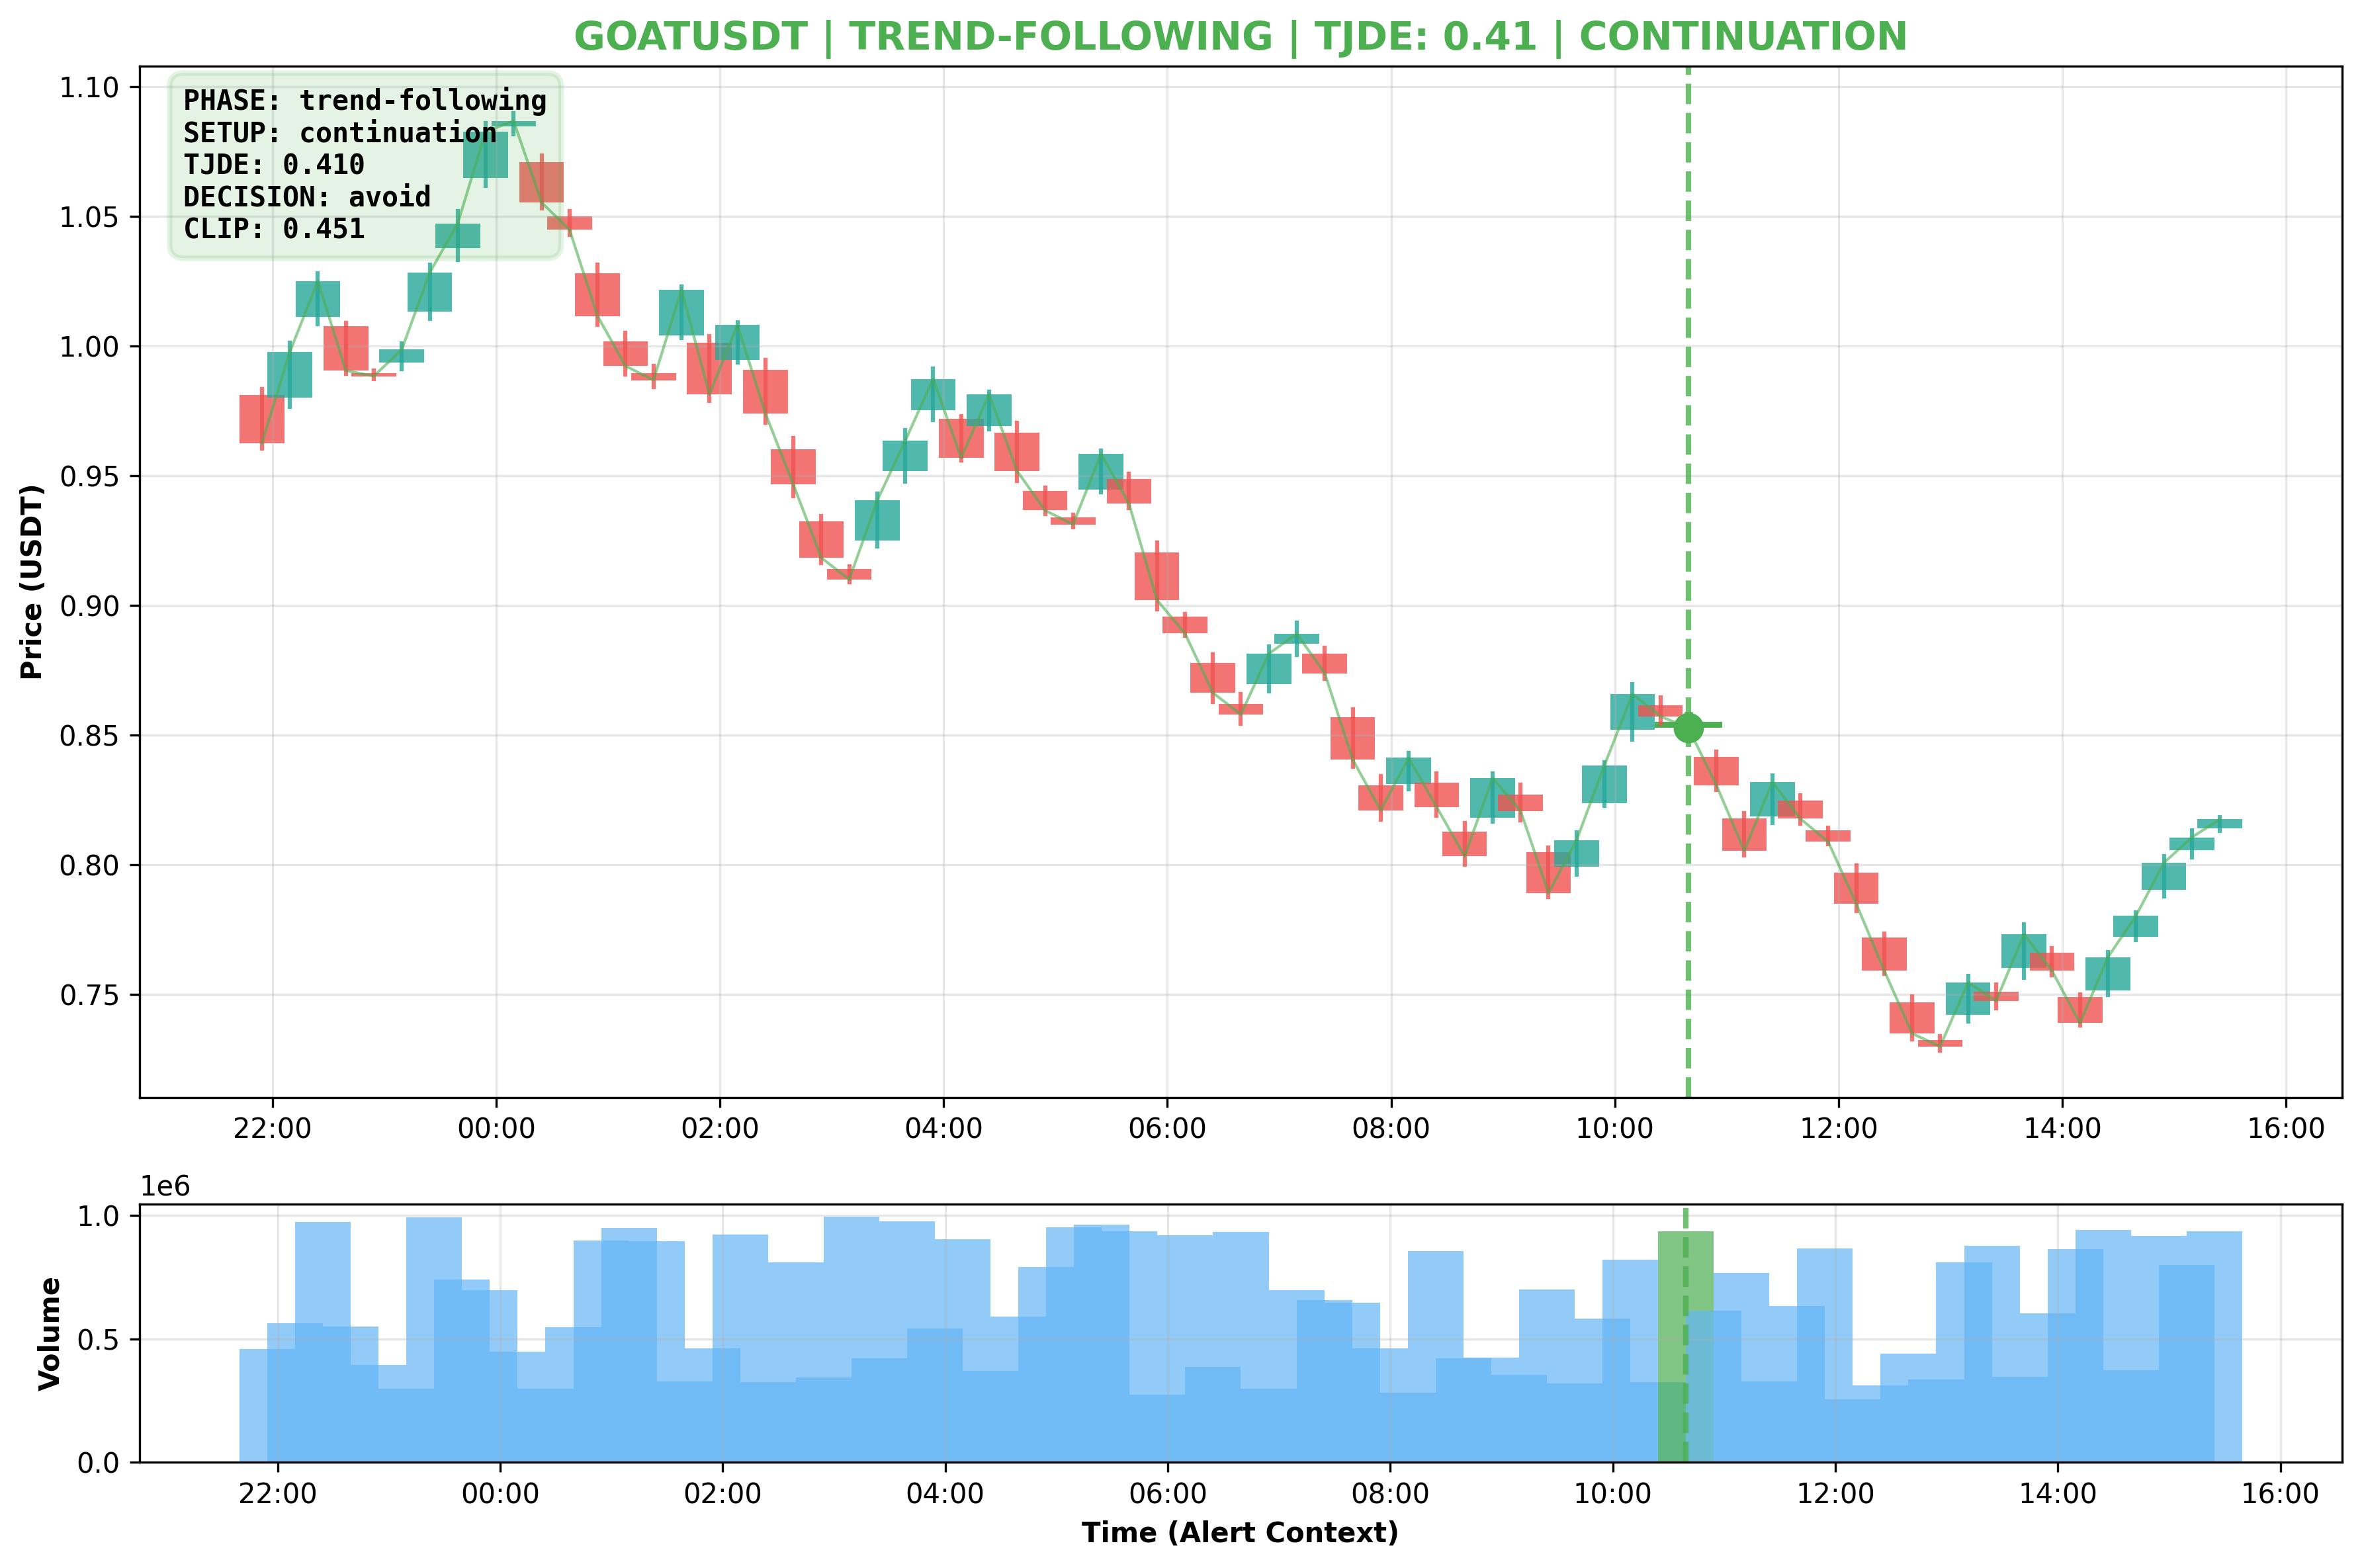 GOATUSDT | TREND-FOLLOWING | TJDE: 0.41 | CONTINUATION
PHASE: trend-following
SETUP: continuation
TJDE: 0.410
DECISION: avoid
CLIP: 0.451
Price (USDT)
1.10
1.05
1.00
0.95
0.90
0.85
0.80
0.75
22:00 00:00 02:00 04:00 06:00 08:00 10:00 12:00 14:00 16:00
1e6
Volume
1.0
0.5
0.0
22:00 00:00 02:00 04:00 06:00 08:00 10:00 12:00 14:00 16:00
Time (Alert Context)